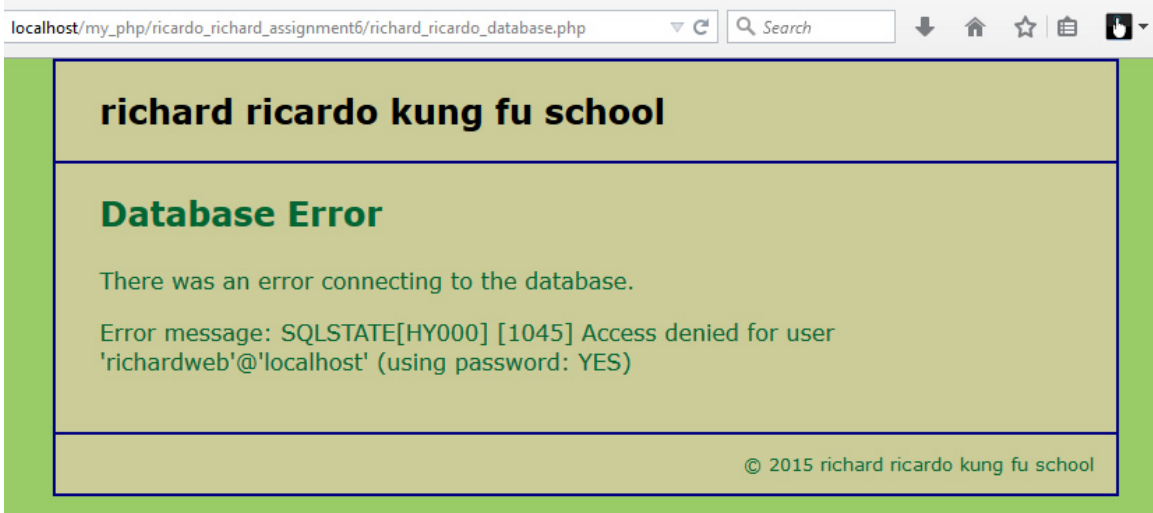 localhost/my_php/ricardo_richard_assignment6/richard_ricardo_database.php
Search
richard ricardo kung fu school
Database Error
There was an error connecting to the database.
Error message: SQLSTATE[HY000] [1045] Access denied for user
'richardweb'@'localhost' (using password: YES)
© 2015 richard ricardo kung fu school